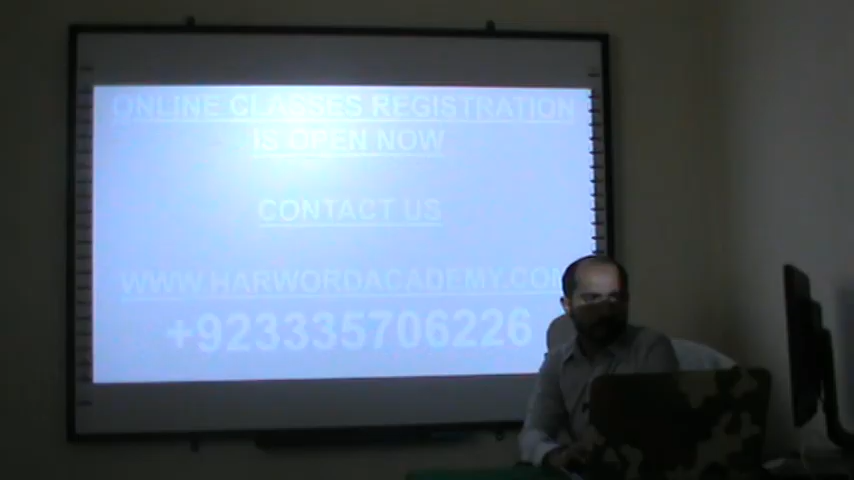 ONLINE CLASSES REGISTRATION
IS OPEN NOW
CONTACT US
WWW.HARWORDACADEMY.COM
+923335706226